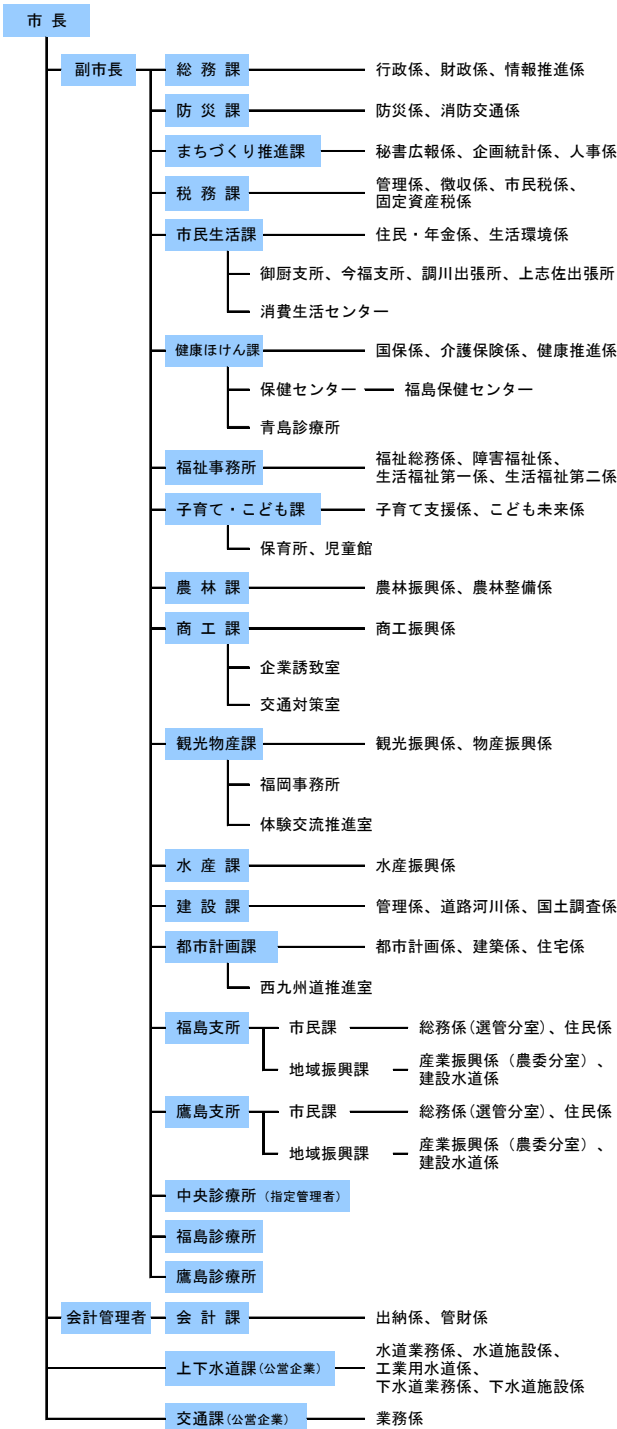 市長
副市長
総務課
行政係、財政係、情報推進係
防災課
防災係、消防交通係
まちづくり推進課
秘書広報係、企画統計係、人事係
税務課
管理係、徴収係、市民税係、
固定資産税係
市民生活課
住民・年金係、生活環境係
御厨支所、今福支所、調川出張所、上志佐出張所
消費生活センター
健康ほけん課
国保係、介護保険係、健康推進係
保健センター
福島保健センター
青島診療所
福祉事務所
福祉総務係、障害福祉係、
生活福祉第一係、生活福祉第二係
子育て・こども課
子育て支援係、こども未来係
保育所、児童館
農林課
農林振興係、農林整備係
商工課
商工振興係
企業誘致室
交通対策室
観光物産課
観光振興係、物産振興係
福岡事務所
体験交流推進室
水産課
水産振興係
建設課
管理係、道路河川係、国土調査係
都市計画課
都市計画係、建築係、住宅係
西九州道推進室
福島支所
市民課
総務係(選管分室)、住民係
地域振興課
産業振興係（農委分室）、
建設水道係
鷹島支所
市民課
総務係(選管分室)、住民係
地域振興課
産業振興係（農委分室）、
建設水道係
中央診療所（指定管理者）
福島診療所
鷹島診療所
会計管理者
会計課
出納係、管財係
上下水道課(公営企業)
水道業務係、水道施設係、
工業用水道係、
下水道業務係、下水道施設係
交通課(公営企業)
業務係